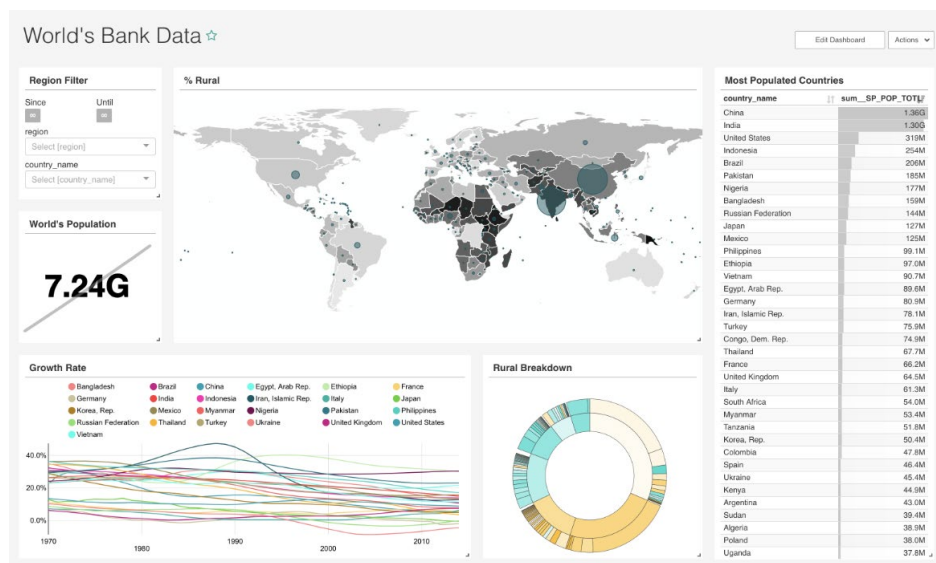 World's Bank Data
Edit Dashboard
Actions
Region Filter
Since
Until
∞
∞
region
Select [region]
country_name
Select [country_name]
World's Population
7.24G
% Rural
Most Populated Countries
country_name sum__SP_POP_TOTL
China 1.36G
India 1.30G
United States 319M
Indonesia 254M
Brazil 206M
Pakistan 185M
Nigeria 177M
Bangladesh 159M
Russian Federation 144M
Japan 127M
Mexico 125M
Philippines 99.1M
Ethiopia 97.0M
Vietnam 90.7M
Egypt, Arab Rep. 89.6M
Germany 80.9M
Iran, Islamic Rep. 78.1M
Turkey 75.9M
Congo, Dem. Rep. 74.9M
Thailand 67.7M
France 66.2M
United Kingdom 64.5M
Italy 61.3M
South Africa 54.0M
Myanmar 53.4M
Tanzania 51.8M
Korea, Rep. 50.4M
Colombia 47.8M
Spain 46.4M
Ukraine 45.4M
Kenya 44.9M
Argentina 43.0M
Sudan 39.4M
Algeria 38.9M
Poland 38.0M
Uganda 37.8M
Growth Rate
Bangladesh Brazil China Egypt, Arab Rep. Ethiopia France
Germany India Indonesia Iran, Islamic Rep. Italy Japan
Korea, Rep. Mexico Myanmar Nigeria Pakistan Philippines
Russian Federation Thailand Turkey Ukraine United Kingdom United States
Vietnam
40.0%
20.0%
0.0%
1970 1980 1990 2000 2010
Rural Breakdown